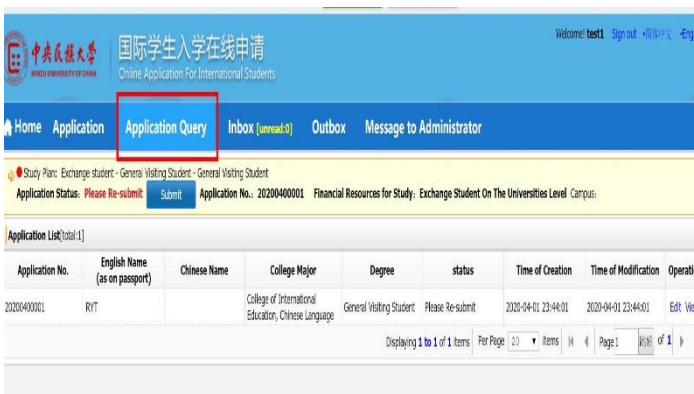 中央民族大学
MINZU UNIVERSITY OF CHINA
国际学生入学在线申请
Online Application For International Students
Welcome! test1 Sign out •简体中文 •Eng
Home Application Application Query Inbox [unread:0] Outbox Message to Administrator
Study Plan: Exchange student - General Visiting Student - General Visiting Student
Application Status: Please Re-submit Submit Application No.: 20200400001 Financial Resources for Study: Exchange Student On The Universities Level Campus:
Application List[total:1]
Application No. English Name (as on passport) Chinese Name College Major Degree status Time of Creation Time of Modification Operati
20200400001 RYT College of International Education, Chinese Language General Visiting Student Please Re-submit 2020-04-01 23:44:01 2020-04-01 23:44:01 Edit Vie
Displaying 1 to 1 of 1 items Per Page 20 items Page 1 of 1